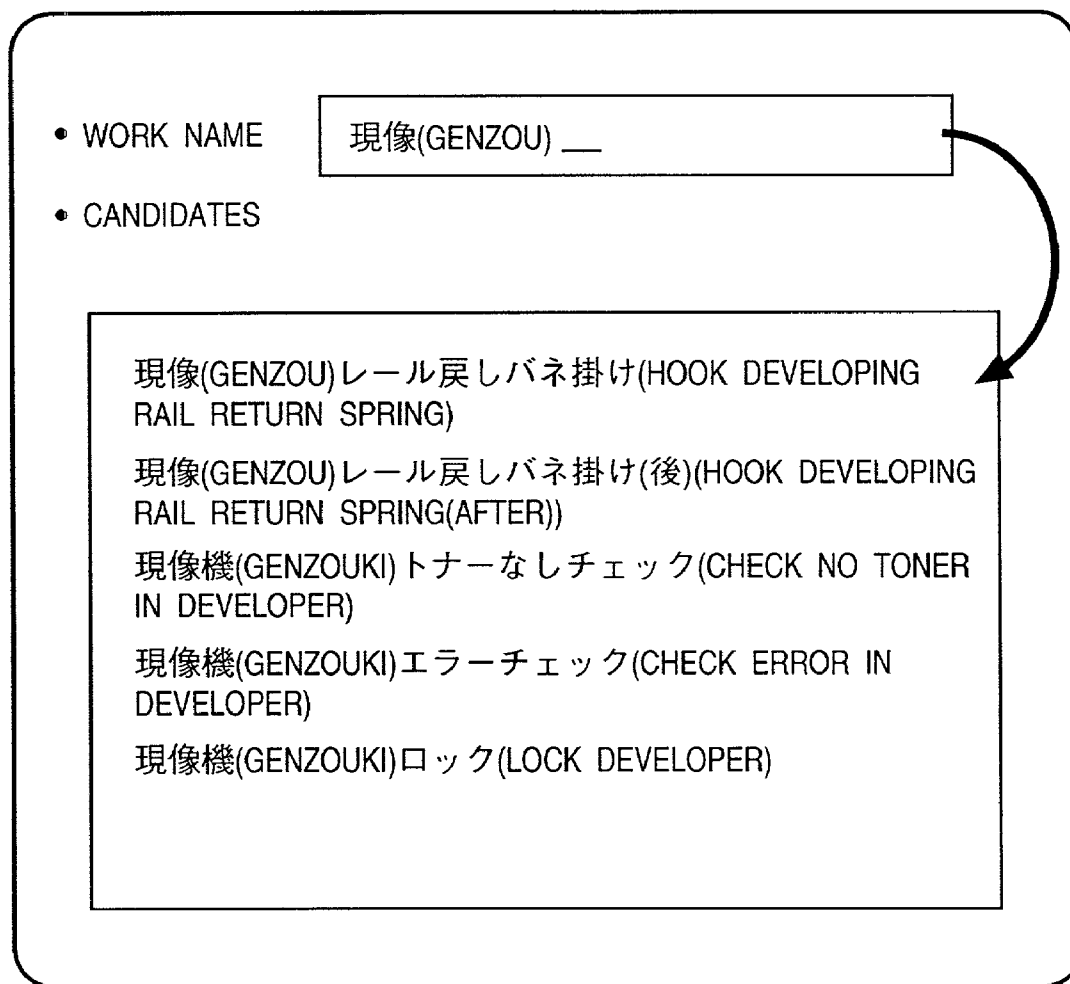 • WORK NAME 現像(GENZOU) __
• CANDIDATES
現像(GENZOU)レール戻しバネ掛け(HOOK DEVELOPING
RAIL RETURN SPRING)
現像(GENZOU)レール戻しバネ掛け(後)(HOOK DEVELOPING
RAIL RETURN SPRING(AFTER))
現像機(GENZOUKI)トナーなしチェック(CHECK NO TONER
IN DEVELOPER)
現像機(GENZOUKI)エラーチェック(CHECK ERROR IN
DEVELOPER)
現像機(GENZOUKI)ロック(LOCK DEVELOPER)